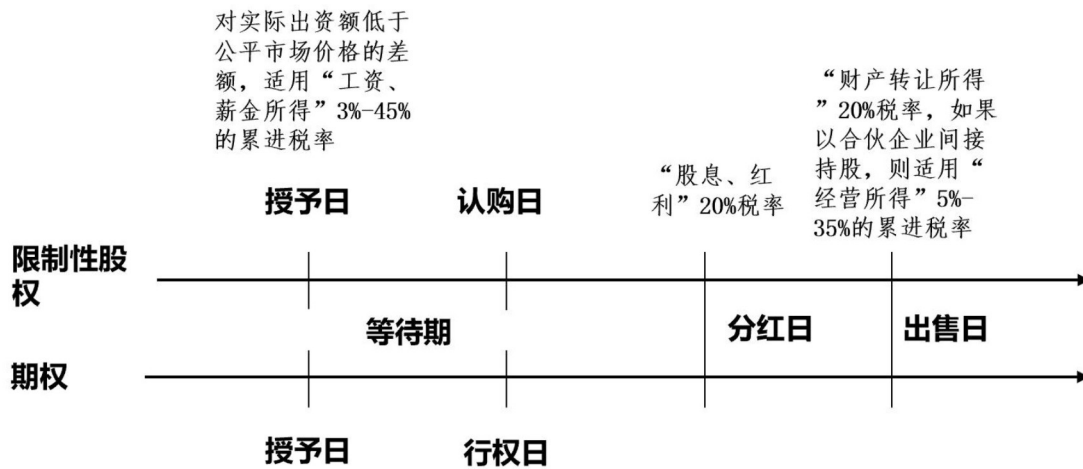 对实际出资额低于
公平市场价格的差
额，适用“工资、
薪金所得”3%-45%
的累进税率
“财产转让所得
”20%税率，如果
以合伙企业间接
持股，则适用“
经营所得”5%-
35%的累进税率
“股息、红
利”20%税率
授予日
认购日
限制性股
权
等待期
分红日
出售日
期权
授予日
行权日